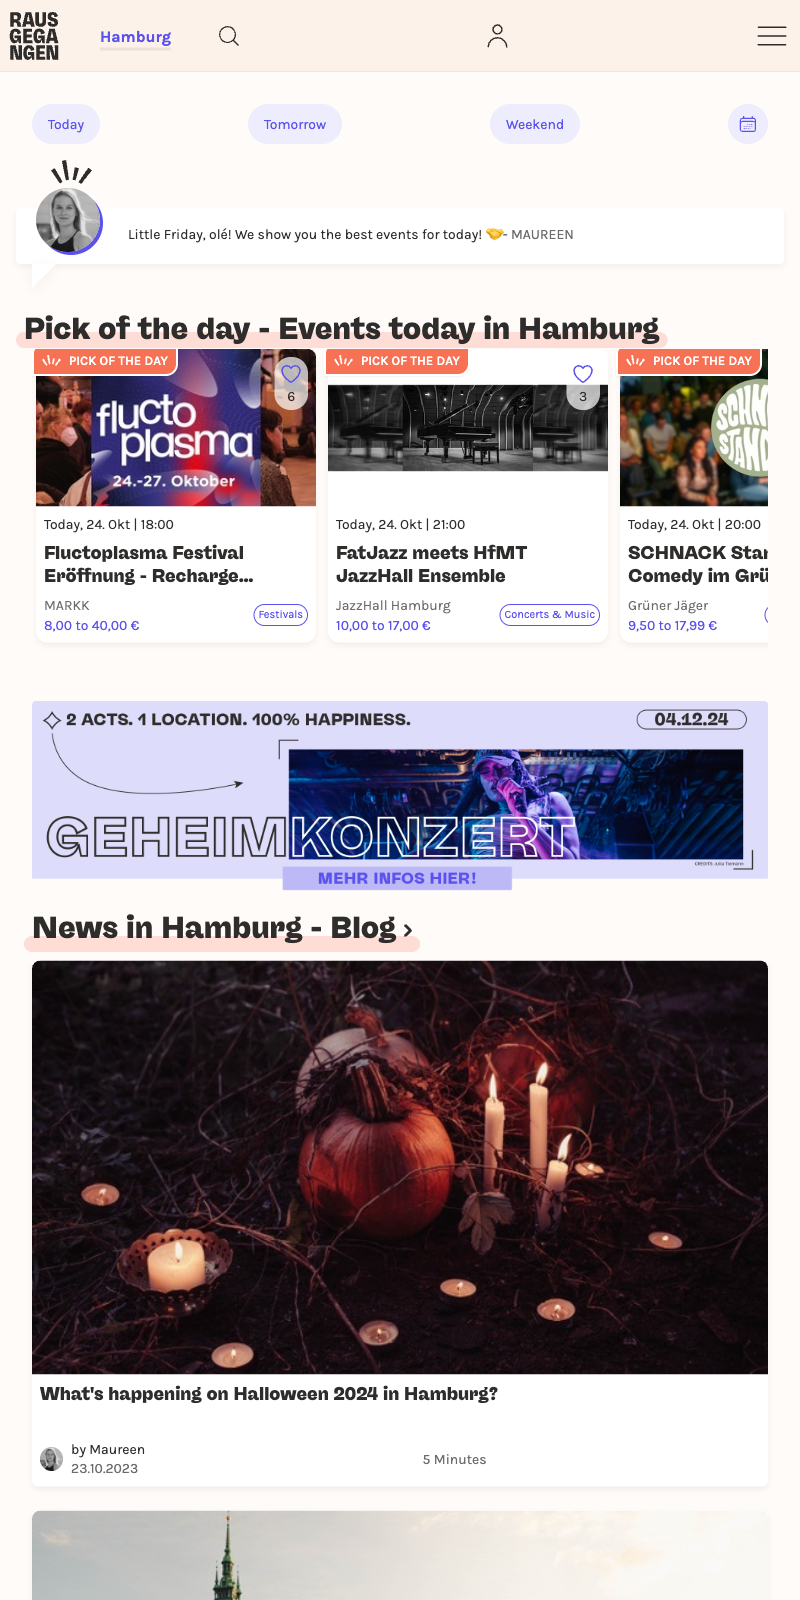 RAUS
GEGA
NGEN
Hamburg
Today
Tomorrow
Weekend
Little Friday, olé! We show you the best events for today! 🤝- MAUREEN
Pick of the day - Events today in Hamburg
PICK OF THE DAY
6
flucto
plasma
24.-27. Oktober
Today, 24. Okt | 18:00
Fluctoplasma Festival
Eröffnung - Recharge...
MARKK
8,00 to 40,00 €
Festivals
PICK OF THE DAY
3
Today, 24. Okt | 21:00
FatJazz meets HfMT
JazzHall Ensemble
JazzHall Hamburg
10,00 to 17,00 €
Concerts & Music
PICK OF THE DAY
SCHN
STAND
Today, 24. Okt | 20:00
SCHNACK Star
Comedy im Grü
Grüner Jäger
9,50 to 17,99 €
2 ACTS. 1 LOCATION. 100% HAPPINESS.
04.12.24
GEHEIMKONZERT
MEHR INFOS HIER!
News in Hamburg - Blog ›
What's happening on Halloween 2024 in Hamburg?
by Maureen
23.10.2023
5 Minutes